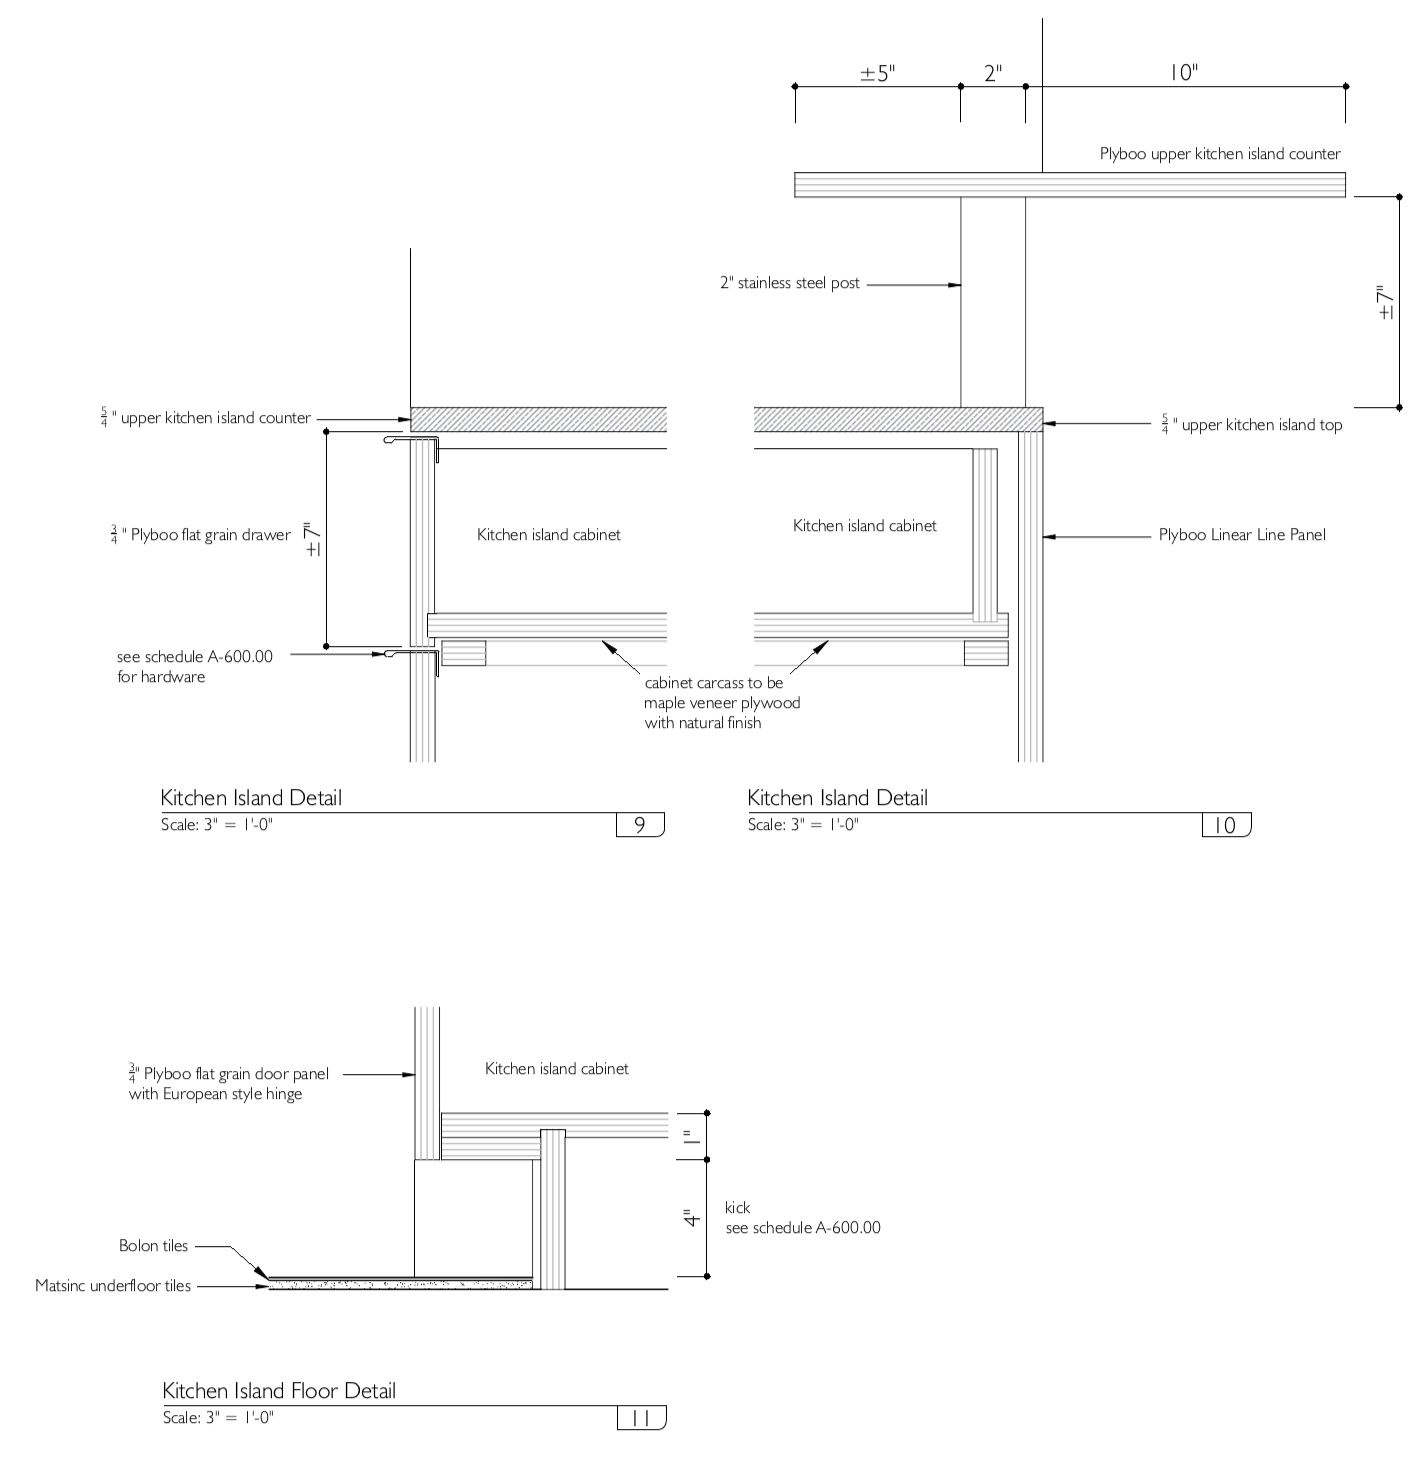 ±5" 2" 10"
Plyboo upper kitchen island counter
2" stainless steel post
±7"
5/4 " upper kitchen island counter
5/4 " upper kitchen island top
3/4 " Plyboo flat grain drawer
±7"
Kitchen island cabinet
Kitchen island cabinet
Plyboo Linear Line Panel
see schedule A-600.00
for hardware
cabinet carcass to be
maple veneer plywood
with natural finish
Kitchen Island Detail
Scale: 3" = 1'-0"
9
Kitchen Island Detail
Scale: 3" = 1'-0"
10
3/4" Plyboo flat grain door panel
with European style hinge
Kitchen island cabinet
1"
4"
kick
see schedule A-600.00
Bolon tiles
Matsinc underfloor tiles
Kitchen Island Floor Detail
Scale: 3" = 1'-0"
11